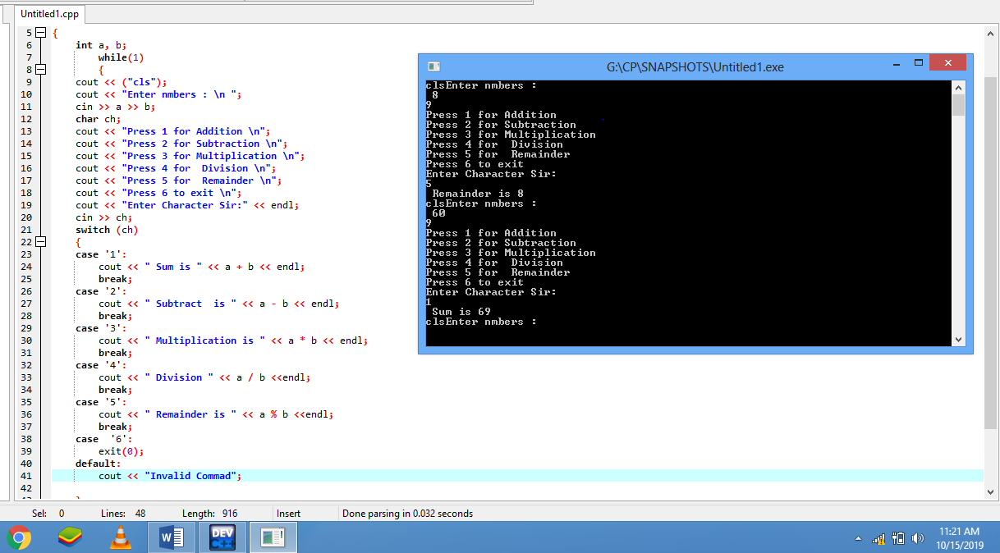 Untitled1.cpp
5 {
6 int a, b;
7 while(1)
8 {
9 cout << ("cls");
10 cout << "Enter nmbers : \n ";
11 cin >> a >> b;
12 char ch;
13 cout << "Press 1 for Addition \n";
14 cout << "Press 2 for Subtraction \n";
15 cout << "Press 3 for Multiplication \n";
16 cout << "Press 4 for  Division \n";
17 cout << "Press 5 for  Remainder \n";
18 cout << "Press 6 to exit \n";
19 cout << "Enter Character Sir:" << endl;
20 cin >> ch;
21 switch (ch)
22 {
23 case '1':
24 cout << " Sum is " << a + b << endl;
25 break;
26 case '2':
27 cout << " Subtract  is " << a - b << endl;
28 break;
29 case '3':
30 cout << " Multiplication is " << a * b << endl;
31 break;
32 case '4':
33 cout << " Division " << a / b <<endl;
34 break;
35 case '5':
36 cout << " Remainder is " << a % b <<endl;
37 break;
38 case  '6':
39 exit(0);
40 default:
41 cout << "Invalid Commad";
42
G:\CP\SNAPSHOTS\Untitled1.exe
clsEnter nmbers :
8
9
Press 1 for Addition
Press 2 for Subtraction
Press 3 for Multiplication
Press 4 for  Division
Press 5 for  Remainder
Press 6 to exit
Enter Character Sir:
5
Remainder is 8
clsEnter nmbers :
60
9
Press 1 for Addition
Press 2 for Subtraction
Press 3 for Multiplication
Press 4 for  Division
Press 5 for  Remainder
Press 6 to exit
Enter Character Sir:
1
Sum is 69
clsEnter nmbers :
Sel: 0 Lines: 48 Length: 916 Insert Done parsing in 0.032 seconds
W DEV C++
11:21 AM
10/15/2019